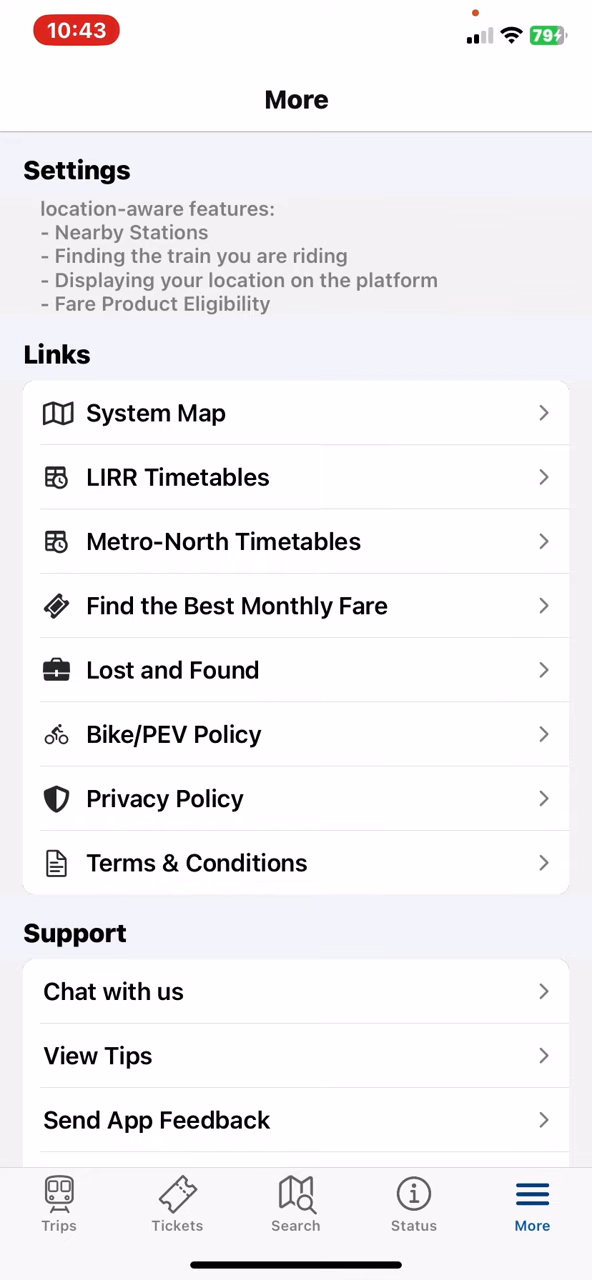 10:43
79
More
Settings
location-aware features:
- Nearby Stations
- Finding the train you are riding
- Displaying your location on the platform
- Fare Product Eligibility
Links
System Map
LIRR Timetables
Metro-North Timetables
Find the Best Monthly Fare
Lost and Found
Bike/PEV Policy
Privacy Policy
Terms & Conditions
Support
Chat with us
View Tips
Send App Feedback
Trips
Tickets
Search
Status
More